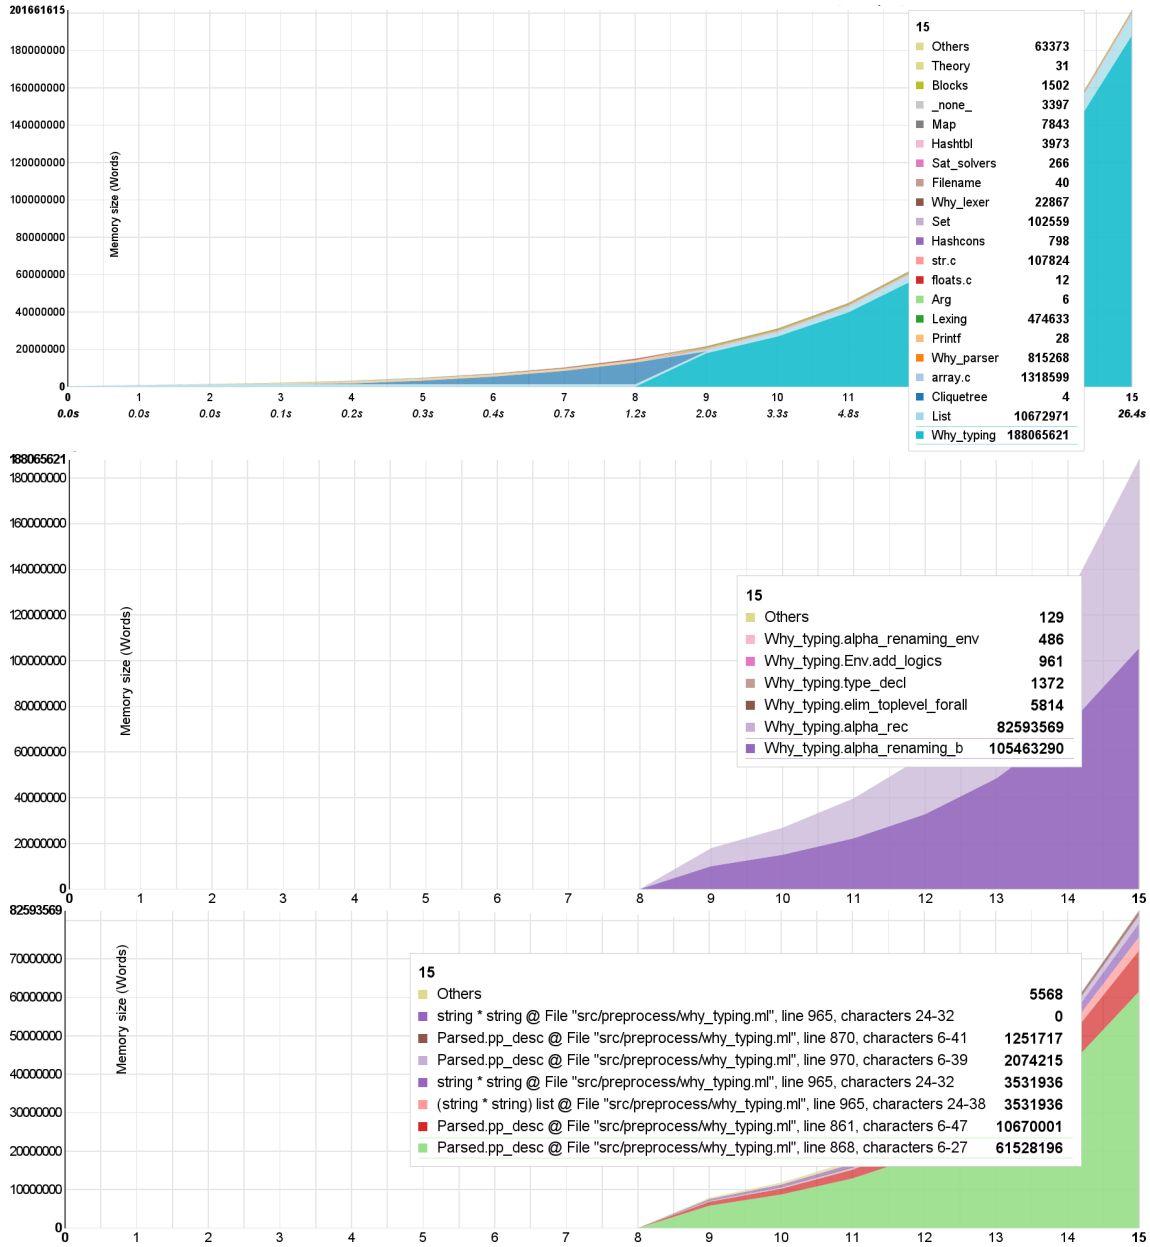 201661615
180000000
160000000
140000000
120000000
100000000
80000000
60000000
40000000
20000000
0
Memory size (Words)
0 1 2 3 4 5 6 7 8 9 10 11 15
0.0s 0.0s 0.0s 0.1s 0.2s 0.3s 0.4s 0.7s 1.2s 2.0s 3.3s 4.8s 26.4s
15
Others 63373
Theory 31
Blocks 1502
_none_ 3397
Map 7843
Hashtbl 3973
Sat_solvers 266
Filename 40
Why_lexer 22867
Set 102559
Hashcons 798
str.c 107824
floats.c 12
Arg 6
Lexing 474633
Printf 28
Why_parser 815268
array.c 1318599
Cliquetree 4
List 10672971
Why_typing 188065621
188065621
180000000
160000000
140000000
120000000
100000000
80000000
60000000
40000000
20000000
0
Memory size (Words)
0 1 2 3 4 5 6 7 8 9 10 11 12 13 14 15
15
Others 129
Why_typing.alpha_renaming_env 486
Why_typing.Env.add_logics 961
Why_typing.type_decl 1372
Why_typing.elim_toplevel_forall 5814
Why_typing.alpha_rec 82593569
Why_typing.alpha_renaming_b 105463290
82593569
70000000
60000000
50000000
40000000
30000000
20000000
10000000
0
Memory size (Words)
0 1 2 3 4 5 6 7 8 9 10 11 12 13 14 15
15
Others 5568
string * string @ File "src/preprocess/why_typing.ml", line 965, characters 24-32 0
Parsed.pp_desc @ File "src/preprocess/why_typing.ml", line 870, characters 6-41 1251717
Parsed.pp_desc @ File "src/preprocess/why_typing.ml", line 970, characters 6-39 2074215
string * string @ File "src/preprocess/why_typing.ml", line 965, characters 24-32 3531936
(string * string) list @ File "src/preprocess/why_typing.ml", line 965, characters 24-38 3531936
Parsed.pp_desc @ File "src/preprocess/why_typing.ml", line 861, characters 6-47 10670001
Parsed.pp_desc @ File "src/preprocess/why_typing.ml", line 868, characters 6-27 61528196